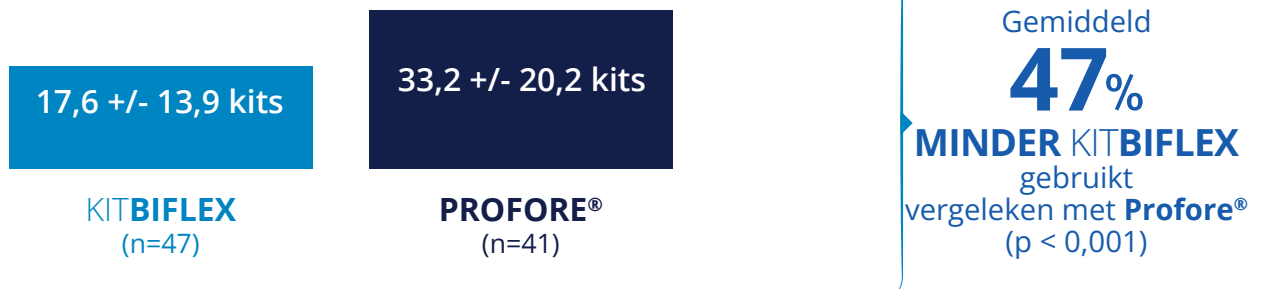 17,6 +/- 13,9 kits
33,2 +/- 20,2 kits
KITBIFLEX
(n=47)
PROFORE®
(n=41)
Gemiddeld
47%
MINDER KITBIFLEX
gebruikt
vergeleken met Profore®
(p < 0,001)